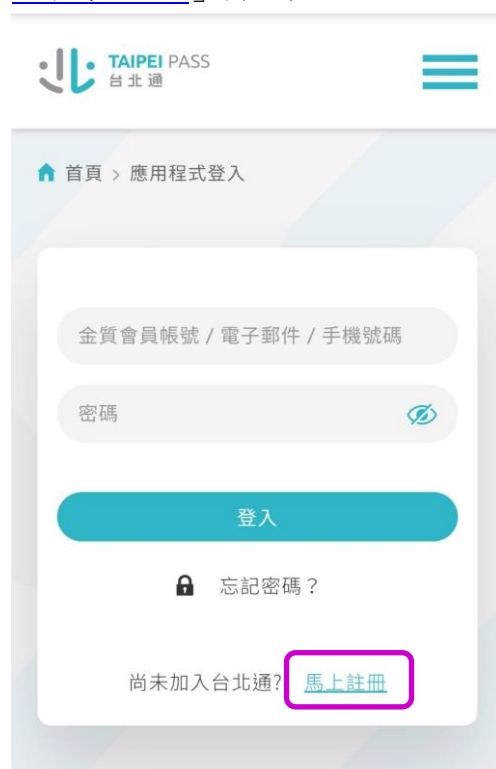 TAIPEI PASS
台北通
首頁 > 應用程式登入
金質會員帳號 / 電子郵件 / 手機號碼
密碼
登入
忘記密碼？
尚未加入台北通? 馬上註冊